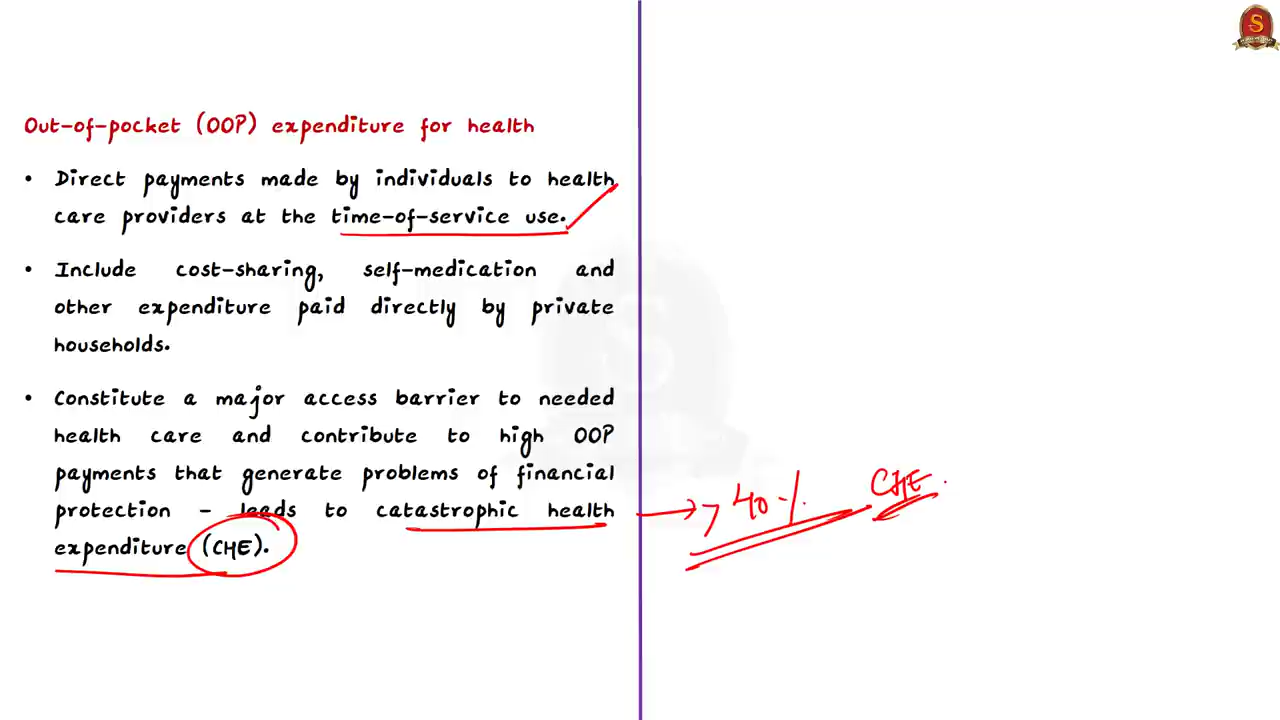 Out-of-pocket (OOP) expenditure for health
• Direct payments made by individuals to health
care providers at the time-of-service use.
• Include cost-sharing, self-medication and
other expenditure paid directly by private
households.
• Constitute a major access barrier to needed
health care and contribute to high OOP
payments that generate problems of financial
protection – leads to catastrophic health
expenditure (CHE).
> 40 %
CHE.
S